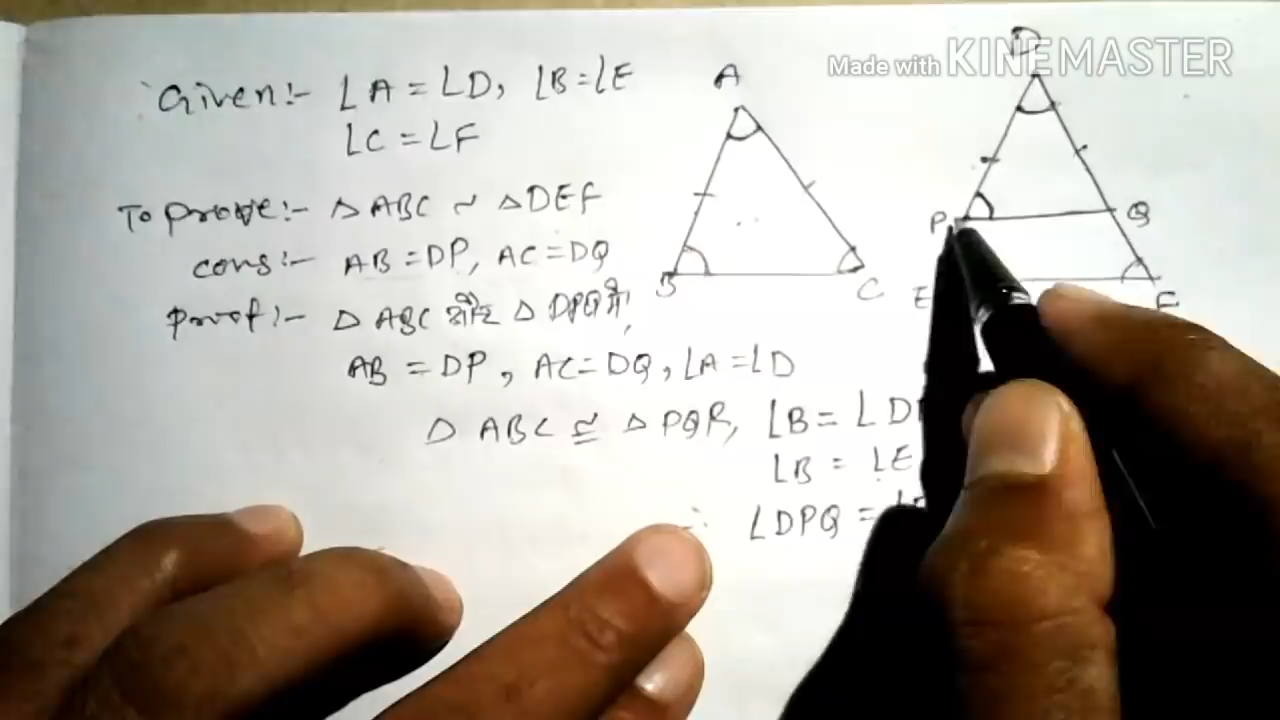 Given:- ∠A = ∠D, ∠B = ∠E
∠C = ∠F
To prove:- △ABC ~ △DEF
cons:- AB = DP, AC = DQ
Proof:- △ ABC और △ DPQ में,
AB = DP, AC = DQ, ∠A = ∠D
△ ABC ≅ △ PQR, ∠B = ∠D
∠B = ∠E
∴ ∠DPQ =
A
B
C
D
P
Q
E
F
Made with KINEMASTER